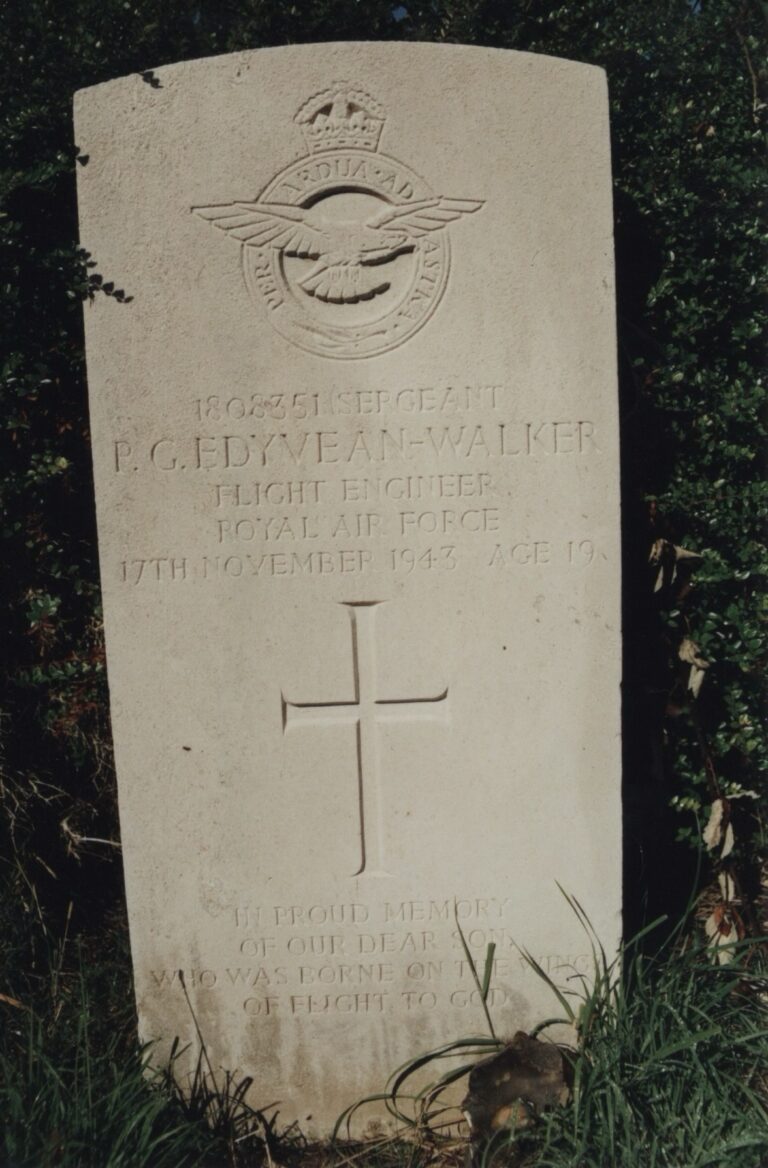 PER · ARDUA · AD · ASTRA
1808351 SERGEANT
P. G. EDYVEAN-WALKER
FLIGHT ENGINEER
ROYAL AIR FORCE
17TH NOVEMBER 1943 AGE 19
IN PROUD MEMORY
OF OUR DEAR SON,
WHO WAS BORNE ON THE WINGS
OF FLIGHT, TO GOD